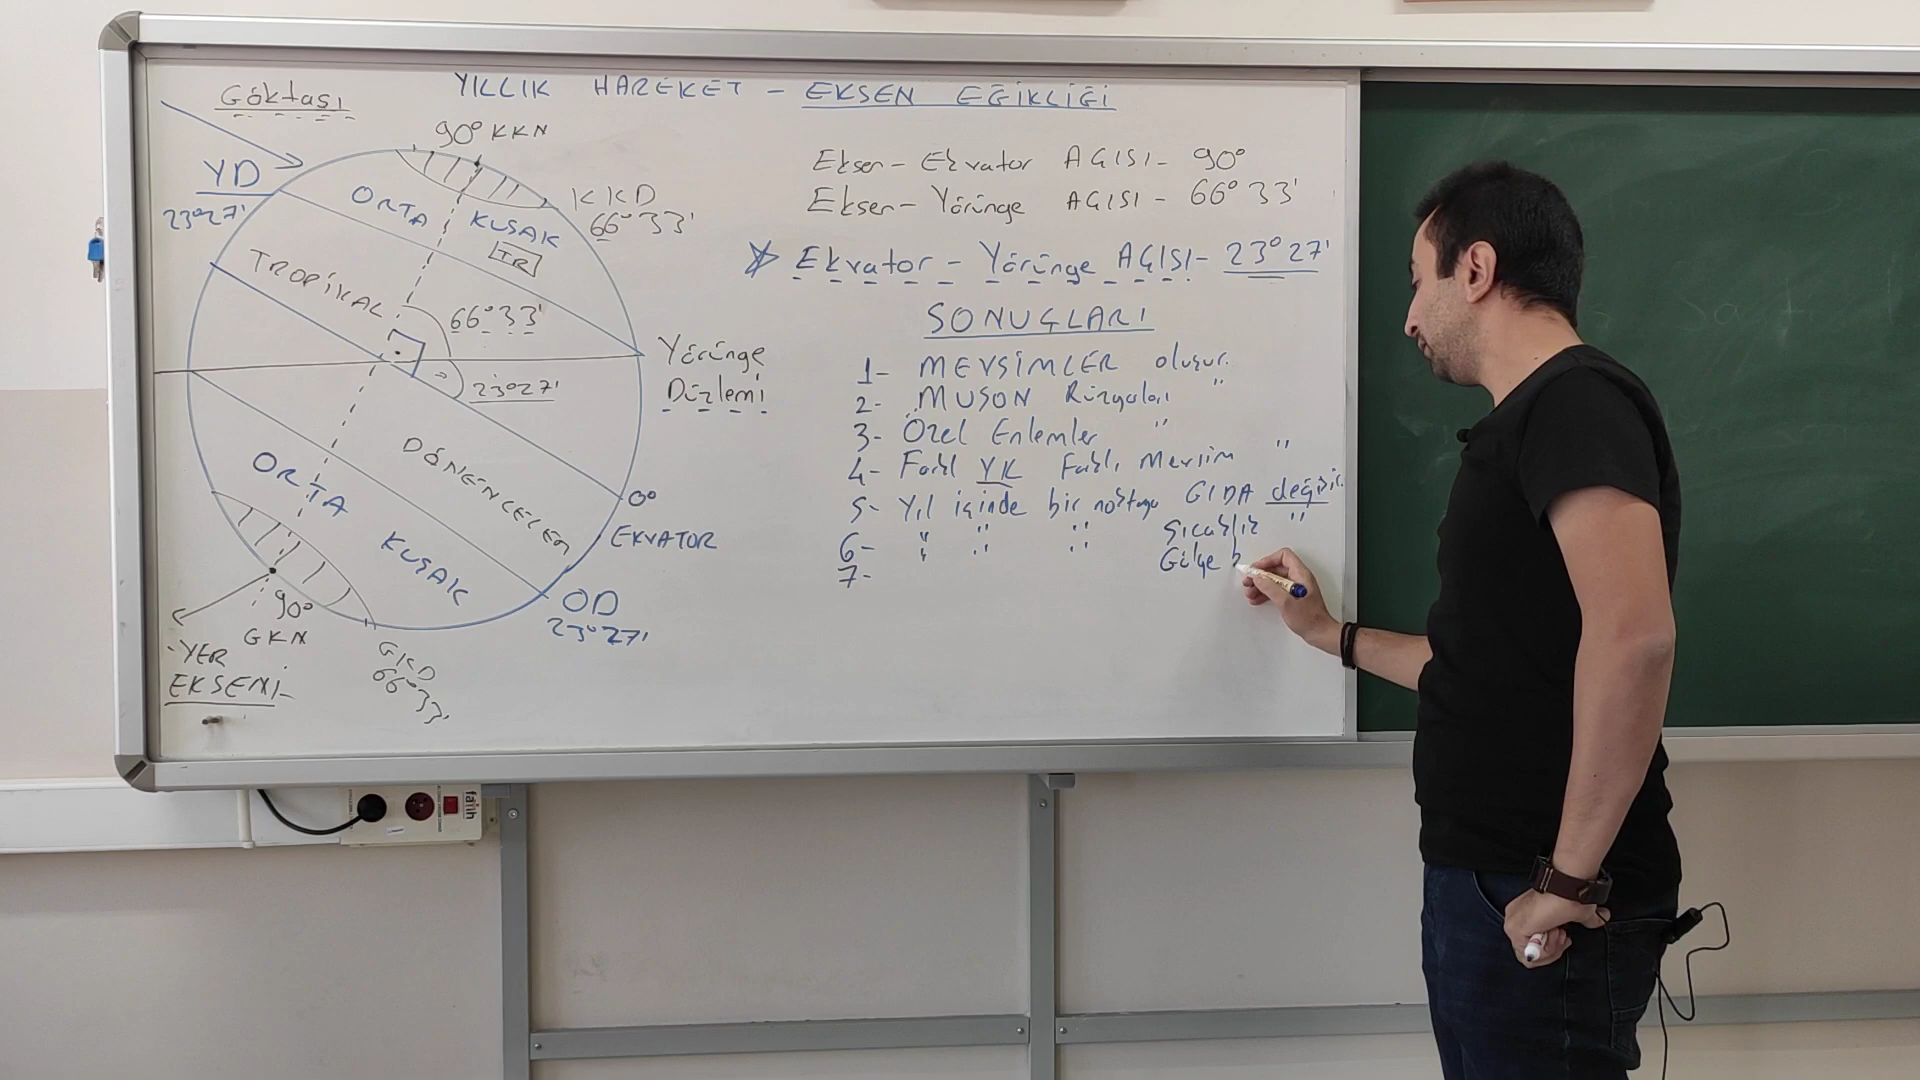 YILLIK HAREKET - EKSEN EĞİKLİĞİ
Göktaşı
90° KKN
YD
23°27'
KKD
66°33'
ORTA KUŞAK
TR
TROPİKAL
66°33'
23°27'
Yörünge
Düzlemi
DÖNENCELER
ORTA KUŞAK
0°
EKVATOR
OD
23°27'
90°
GKN
GKD
66°33'
YER
EKSENİ
Eksen - Ekvator AÇISI - 90°
Eksen - Yörünge AÇISI - 66°33'
Ekvator - Yörünge AÇISI - 23°27'
SONUÇLARI
1- MEVSİMLER oluşur.
2- MUSON Rüzgarları "
3- Özel Enlemler "
4- Farklı YK Farklı Mevsim "
5- Yıl içinde bir noktaya GIDA değişir.
6- " " " Sıcaklık "
7- Gölge b
fatih